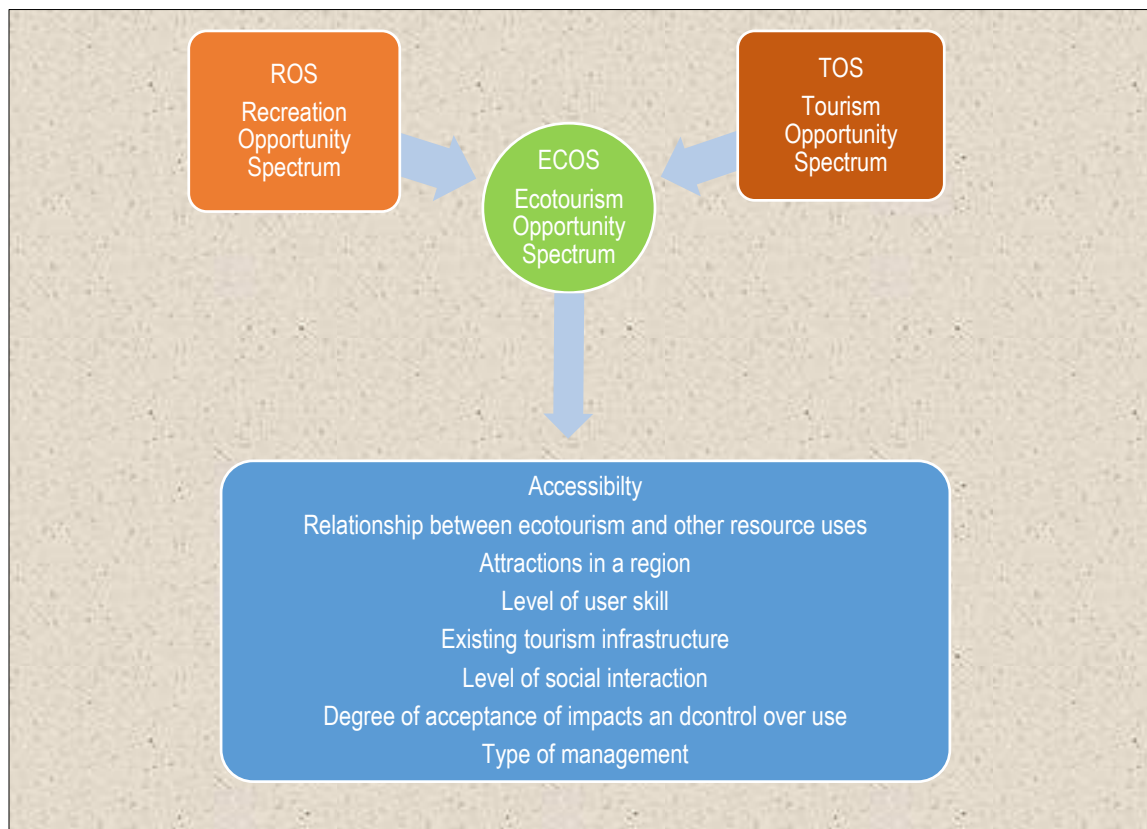 ROS
Recreation
Opportunity
Spectrum
TOS
Tourism
Opportunity
Spectrum
ECOS
Ecotourism
Opportunity
Spectrum
Accessibilty
Relationship between ecotourism and other resource uses
Attractions in a region
Level of user skill
Existing tourism infrastructure
Level of social interaction
Degree of acceptance of impacts an dcontrol over use
Type of management